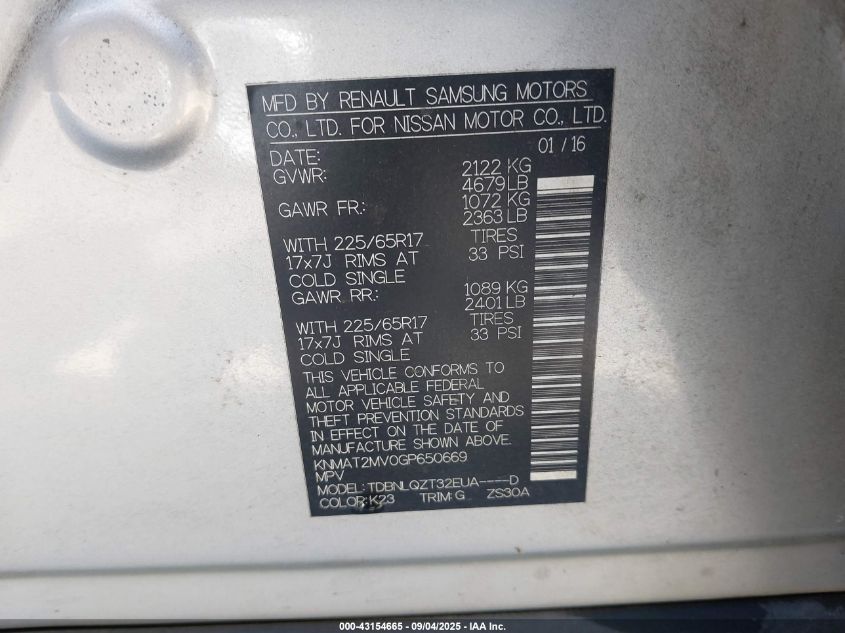 MFD BY RENAULT SAMSUNG MOTORS
CO., LTD. FOR NISSAN MOTOR CO., LTD.
DATE: 01/16
GVWR: 2122 KG
4679 LB
GAWR FR.: 1072 KG
2363 LB
WITH 225/65R17 TIRES
17x7J RIMS AT 33 PSI
COLD SINGLE
GAWR RR.: 1089 KG
2401 LB
WITH 225/65R17 TIRES
17x7J RIMS AT 33 PSI
COLD SINGLE
THIS VEHICLE CONFORMS TO
ALL APPLICABLE FEDERAL
MOTOR VEHICLE SAFETY AND
THEFT PREVENTION STANDARDS
IN EFFECT ON THE DATE OF
MANUFACTURE SHOWN ABOVE.
KNMAT2MV0GP650669
MPV
MODEL: TDBNLQZT32EUA----D
COLOR: K23 TRIM: G ZS30A
000-43154665 - 09/04/2025 - IAA Inc.